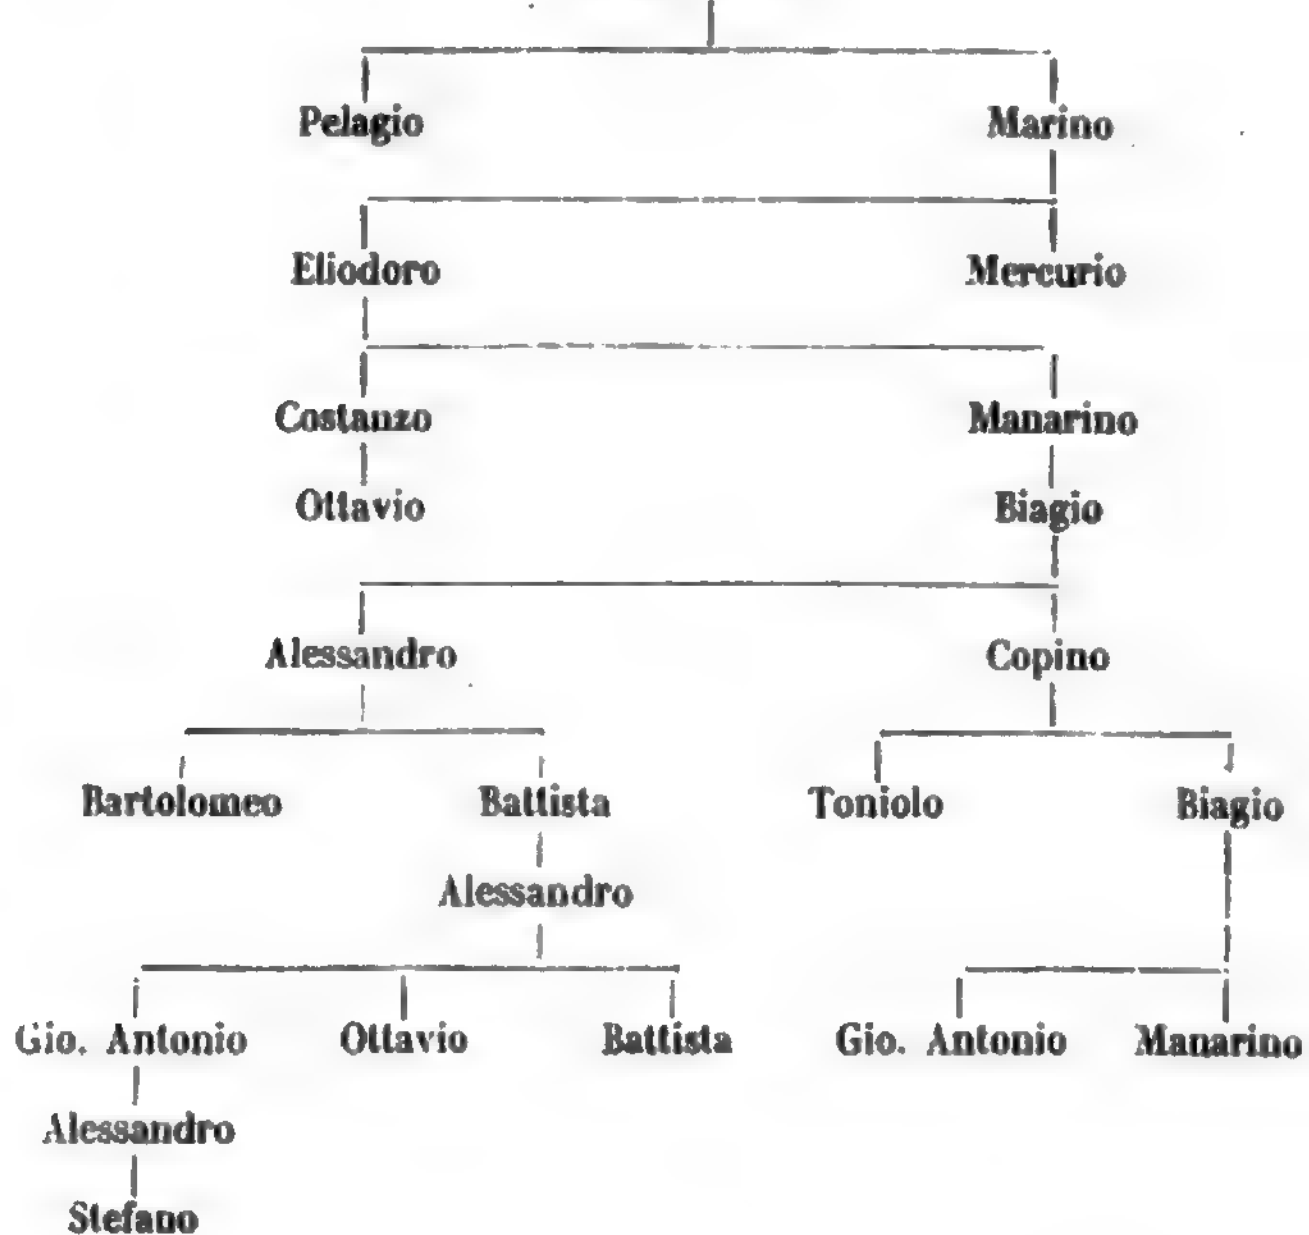 Pelagio Marino
Eliodoro Mercurio
Costanzo Manarino
Ottavio Biagio
Alessandro Copino
Bartolomeo Battista Toniolo Biagio
Alessandro
Gio. Antonio Ottavio Battista Gio. Antonio Manarino
Alessandro
Stefano